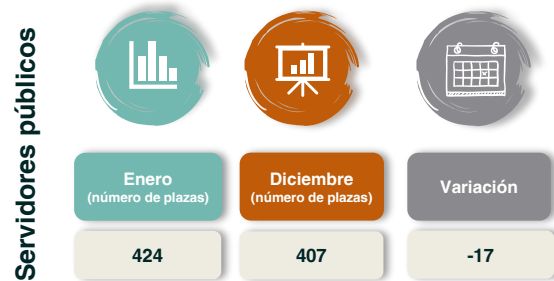 Servidores públicos
Enero
(número de plazas)
Diciembre
(número de plazas)
Variación
424
407
-17